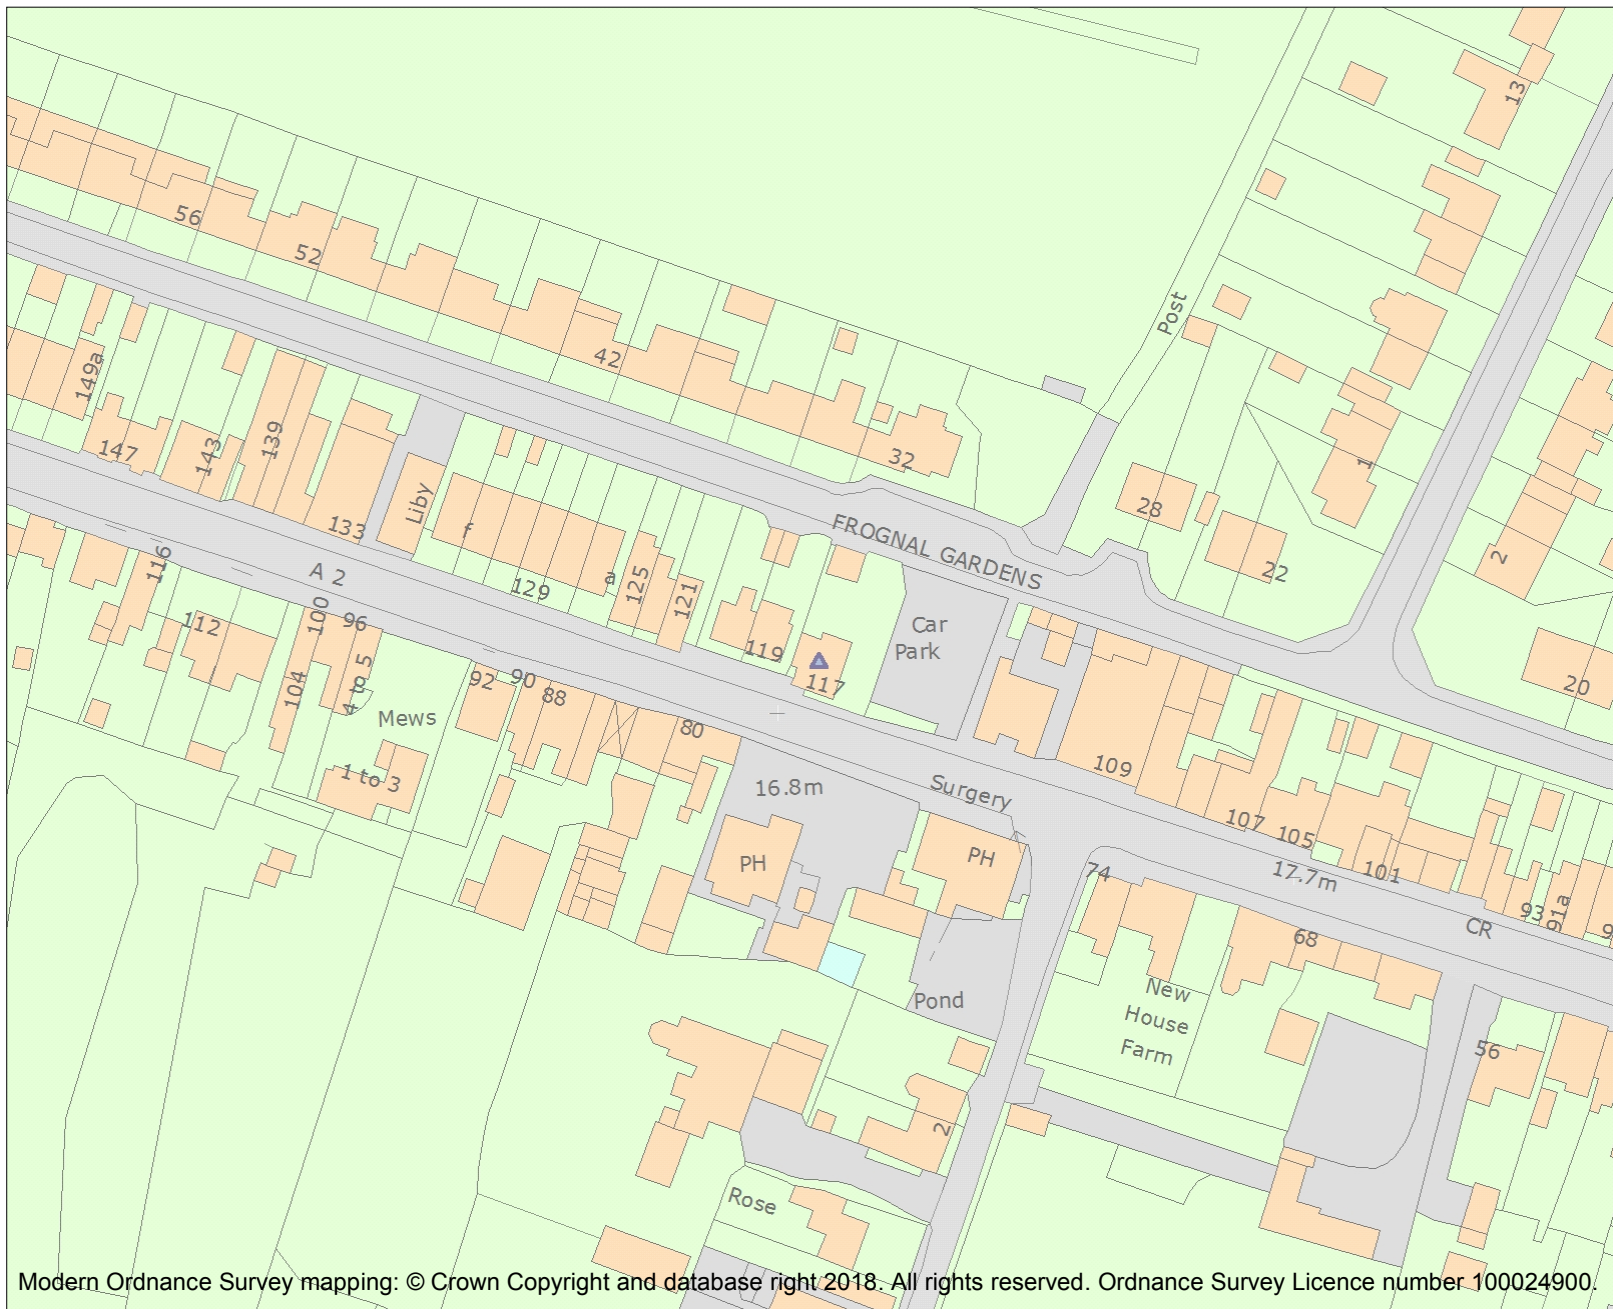 13
56
52
Post
42
149a
1
139
147
143
32
28
Liby
133
f
FROGNAL GARDENS
2
116
A 2
22
a
125
129
121
100
112
96
Car
Park
119
4 to 5
117
20
104
92
90
88
Mews
80
1 to 3
109
16.8m
Surgery
107
105
PH
PH
74
101
17.7m
93
91a
CR
9
68
New
House
Farm
Pond
56
2
Rose
Modern Ordnance Survey mapping: © Crown Copyright and database right 2018. All rights reserved. Ordnance Survey Licence number 100024900.